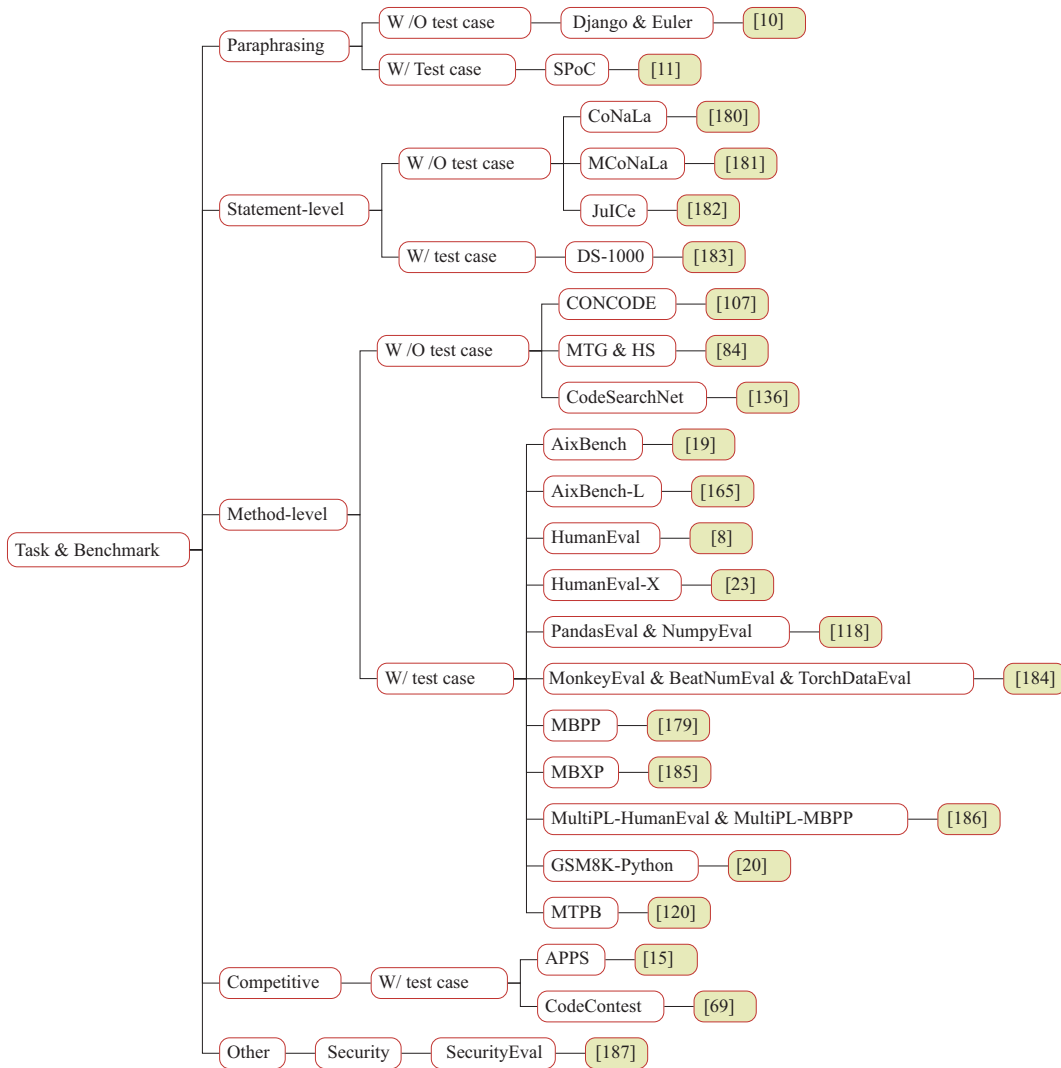 W /O test case
Django & Euler
[10]
Paraphrasing
W/ Test case
SPoC
[11]
CoNaLa
[180]
W /O test case
MCoNaLa
[181]
JuICe
[182]
Statement-level
W/ test case
DS-1000
[183]
CONCODE
[107]
W /O test case
MTG & HS
[84]
CodeSearchNet
[136]
AixBench
[19]
AixBench-L
[165]
Method-level
HumanEval
[8]
Task & Benchmark
HumanEval-X
[23]
PandasEval & NumpyEval
[118]
W/ test case
MonkeyEval & BeatNumEval & TorchDataEval
[184]
MBPP
[179]
MBXP
[185]
MultiPL-HumanEval & MultiPL-MBPP
[186]
GSM8K-Python
[20]
MTPB
[120]
APPS
[15]
Competitive
W/ test case
CodeContest
[69]
Other
Security
SecurityEval
[187]